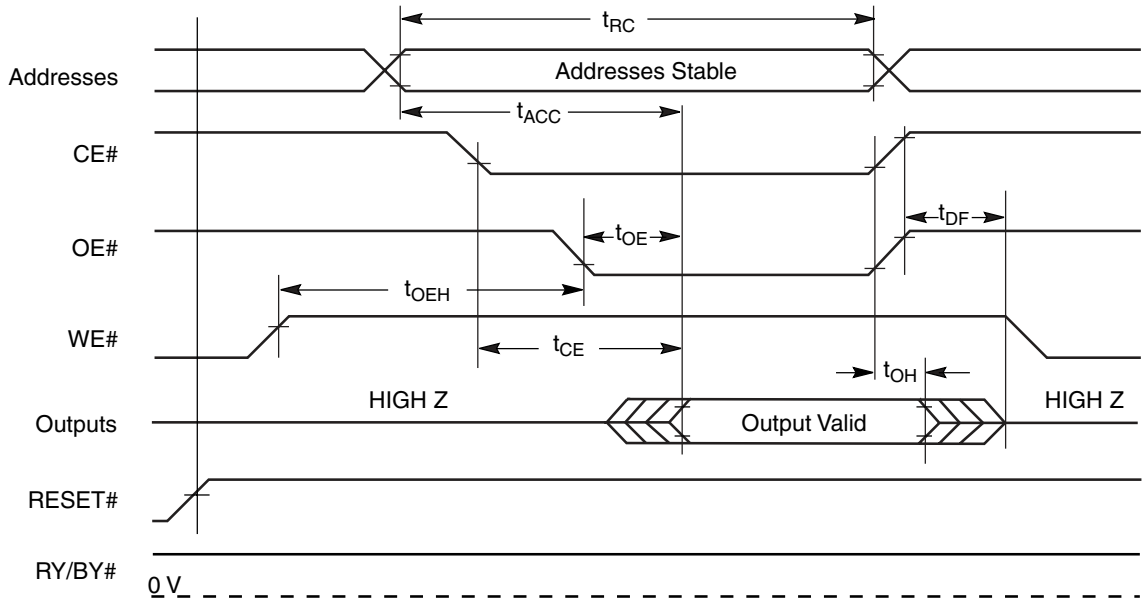 tRC
Addresses
Addresses Stable
tACC
CE#
tDF
tOE
OE#
tOEH
WE#
tCE
tOH
HIGH Z
HIGH Z
Outputs
Output Valid
RESET#
RY/BY#
0 V